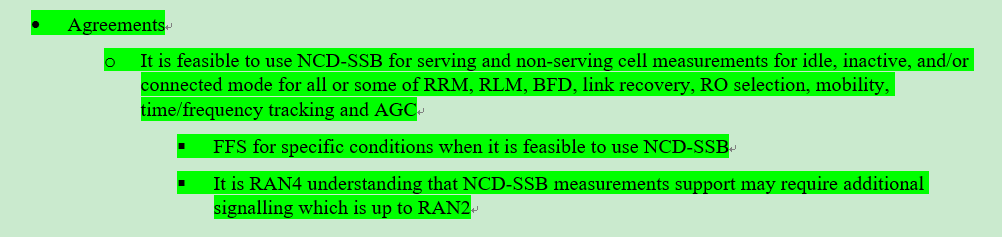 • Agreements
o It is feasible to use NCD-SSB for serving and non-serving cell measurements for idle, inactive, and/or
connected mode for all or some of RRM, RLM, BFD, link recovery, RO selection, mobility,
time/frequency tracking and AGC
▪ FFS for specific conditions when it is feasible to use NCD-SSB
▪ It is RAN4 understanding that NCD-SSB measurements support may require additional
signalling which is up to RAN2